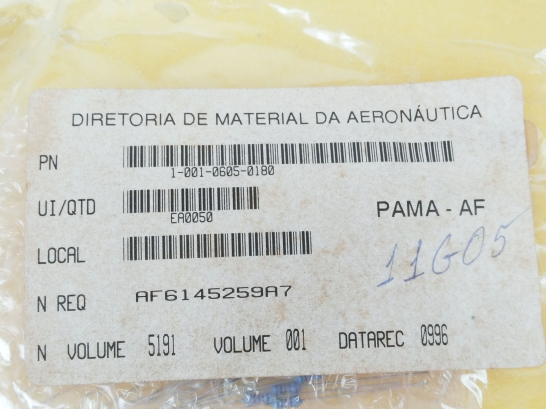 DIRETORIA DE MATERIAL DA AERONÁUTICA
PN
1-001-0605-0180
UI/QTD
EA0050
PAMA - AF
LOCAL
11G05
N REQ AF6145259A7
N VOLUME 5191 VOLUME 001 DATAREC 0996